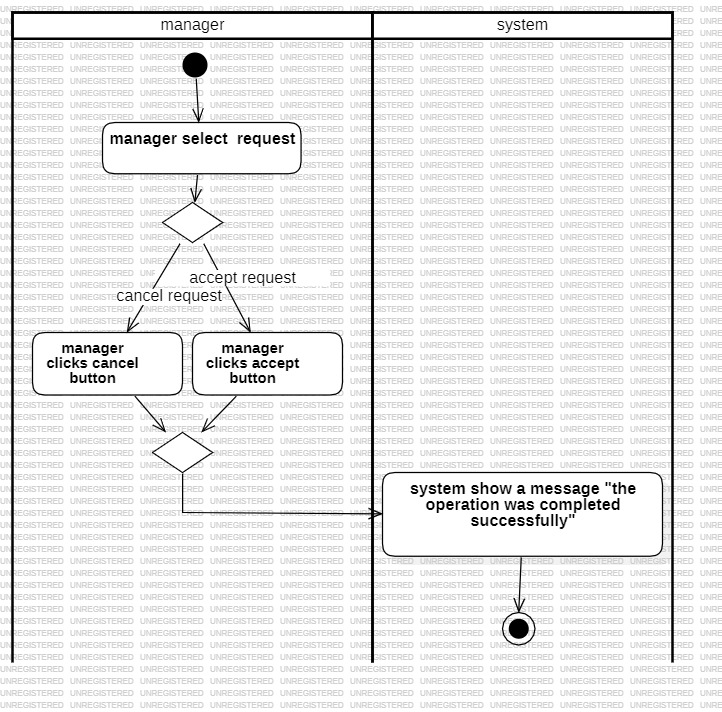 manager
system
manager select  request
accept request
cancel request
manager
clicks cancel
button
manager
clicks accept
button
system show a message "the
operation was completed
successfully"
UNREGISTERED